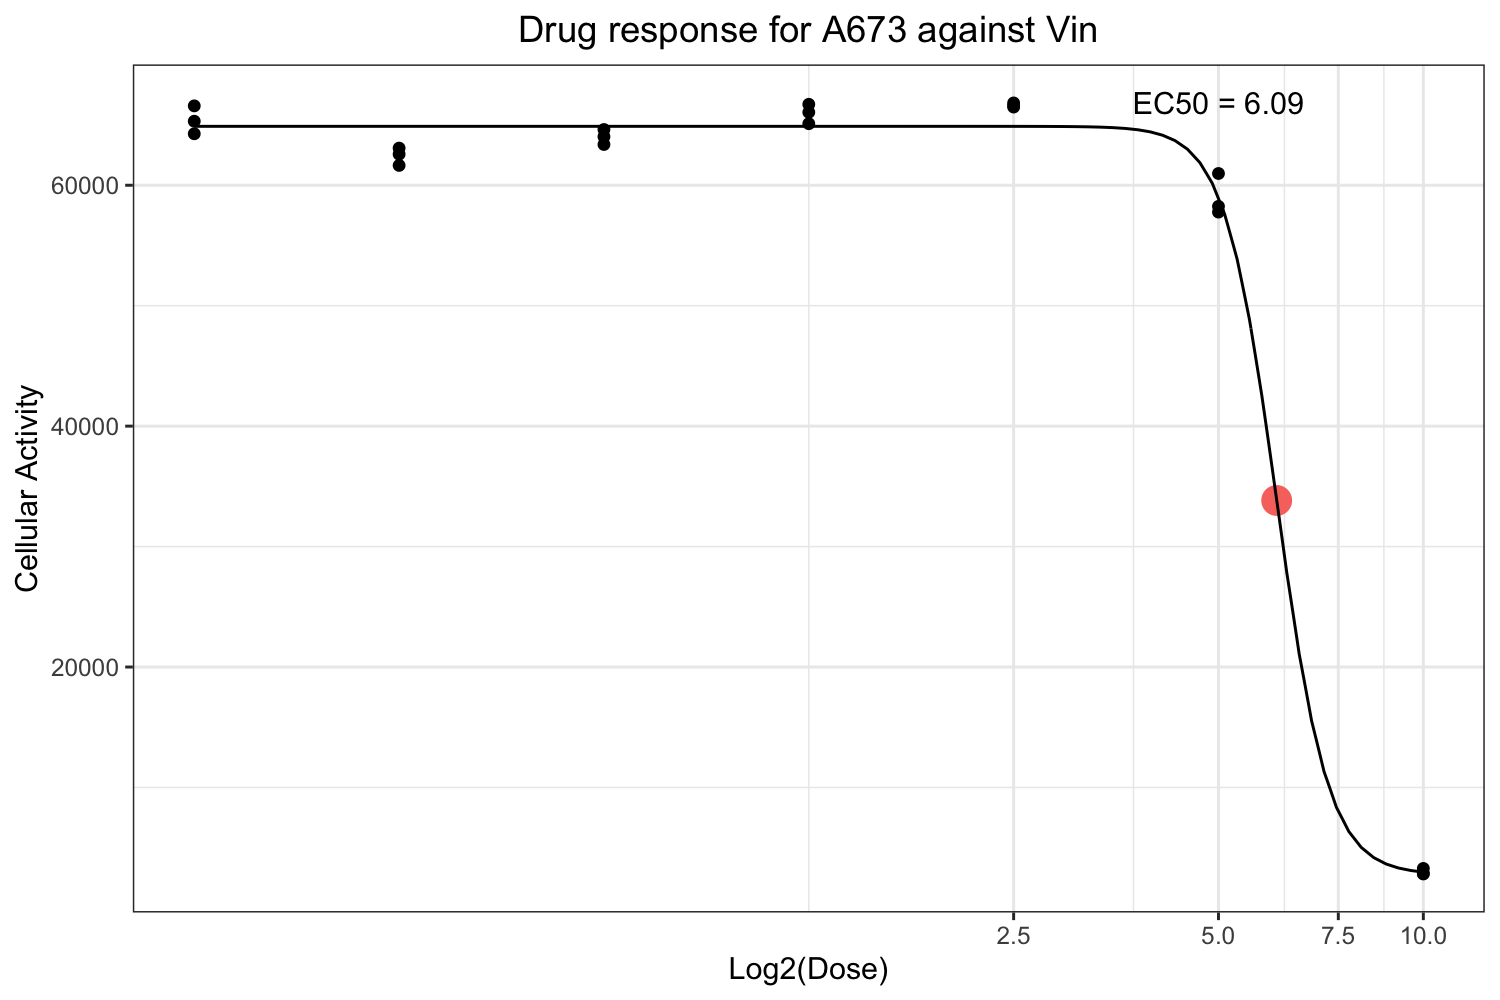 Drug response for A673 against Vin
EC50 = 6.09
60000
40000
20000
Cellular Activity
2.5 5.0 7.5 10.0
Log2(Dose)